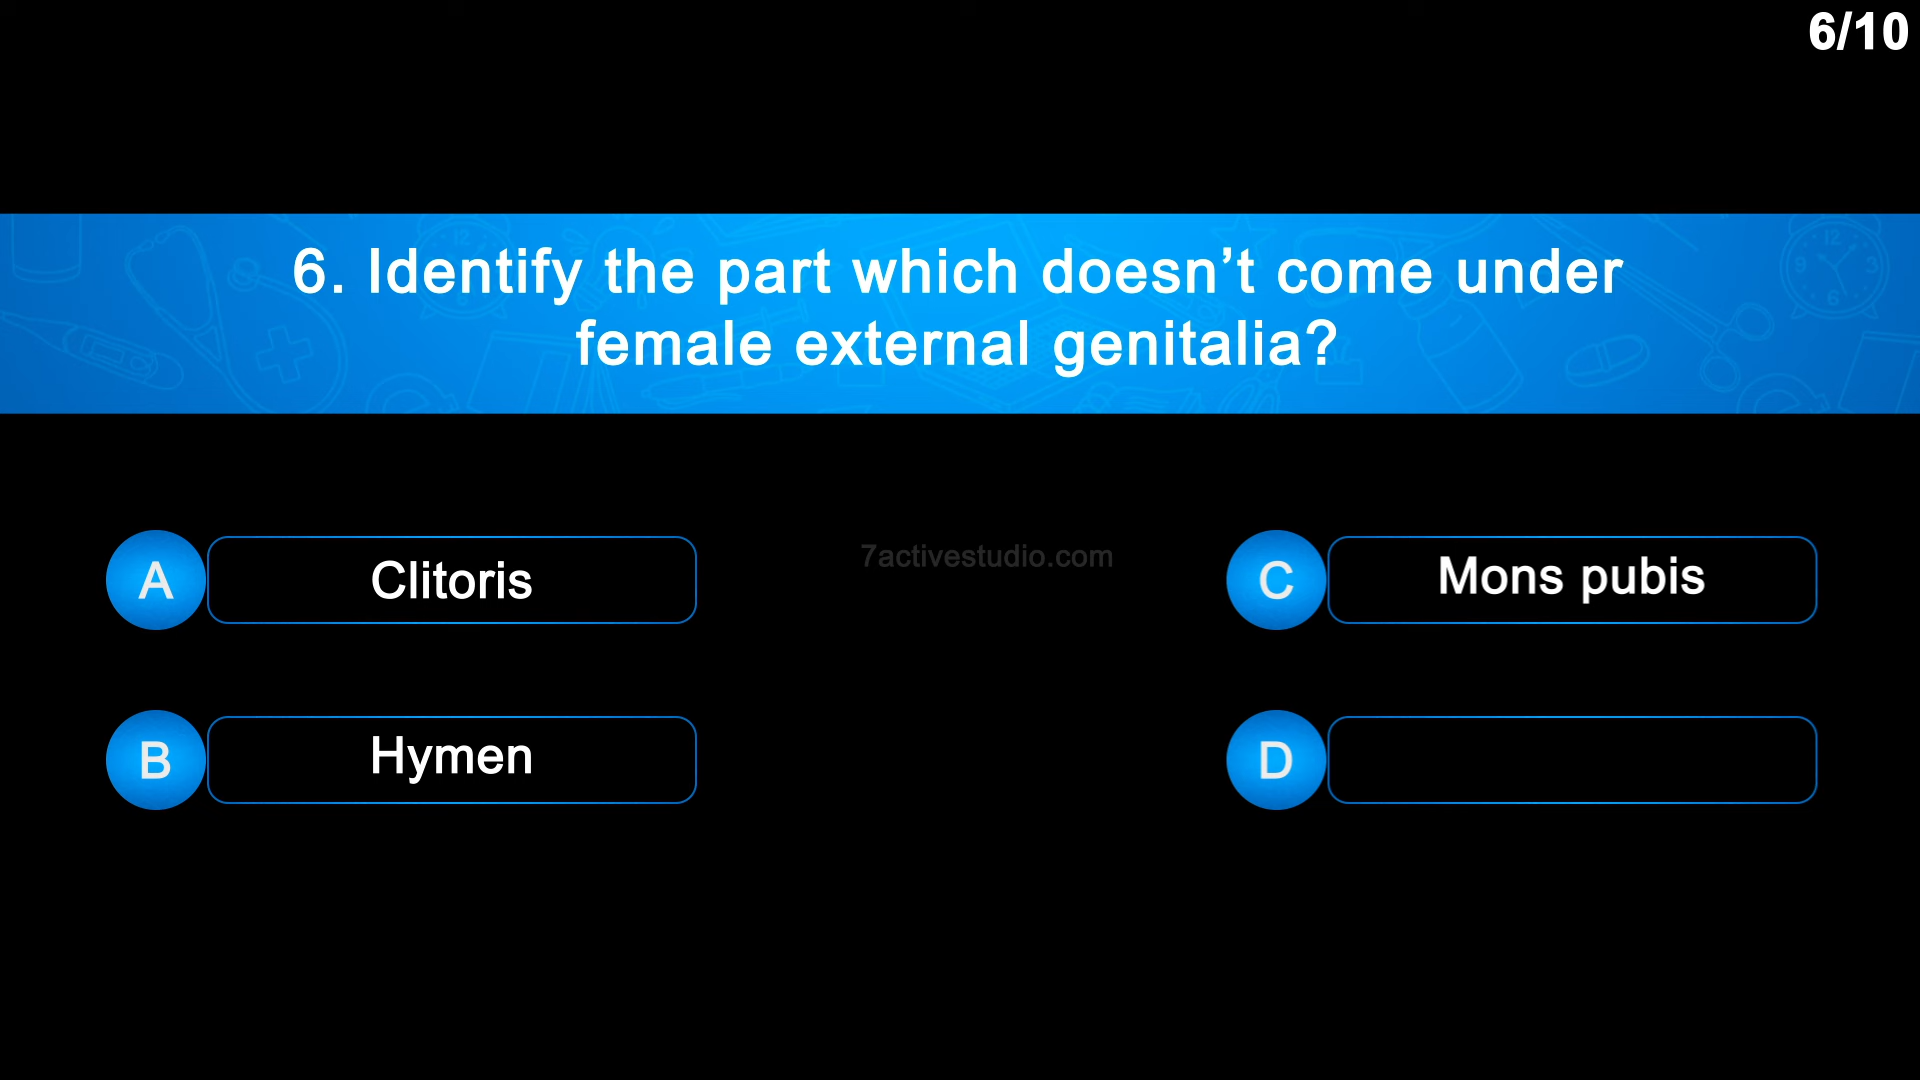 6/10
6. Identify the part which doesn’t come under
female external genitalia?
A Clitoris
B Hymen
7activestudio.com
C Mons pubis
D